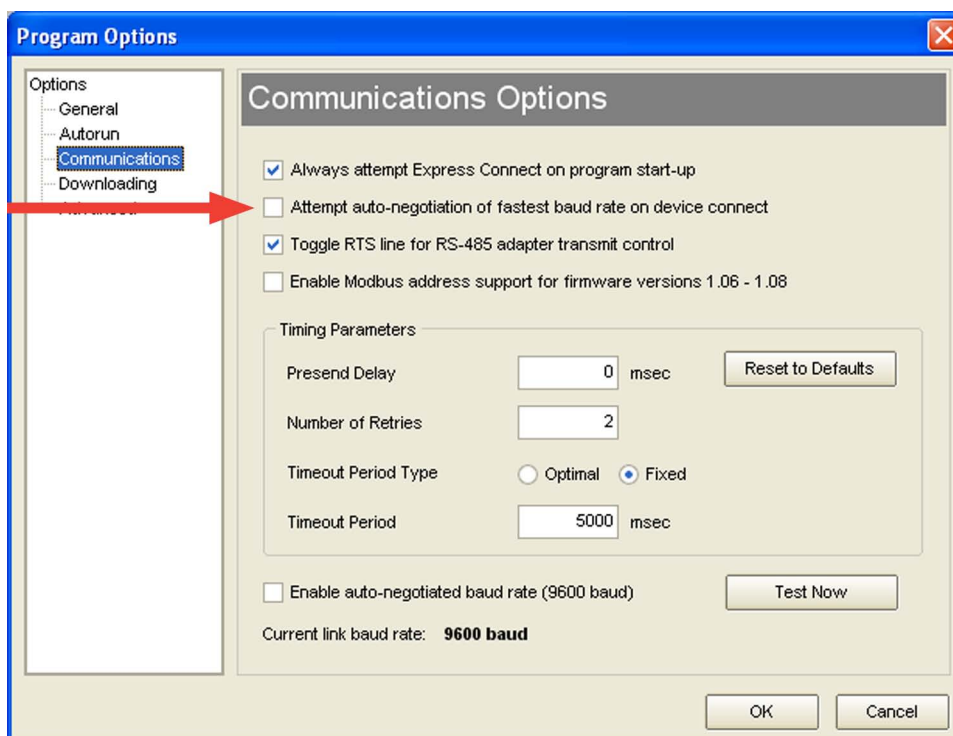 Program Options
Options
General
Autorun
Communications
Downloading
Advanced
Communications Options
Always attempt Express Connect on program start-up
Attempt auto-negotiation of fastest baud rate on device connect
Toggle RTS line for RS-485 adapter transmit control
Enable Modbus address support for firmware versions 1.06 - 1.08
Timing Parameters
Presend Delay 0 msec Reset to Defaults
Number of Retries 2
Timeout Period Type Optimal Fixed
Timeout Period 5000 msec
Enable auto-negotiated baud rate (9600 baud) Test Now
Current link baud rate: 9600 baud
OK Cancel